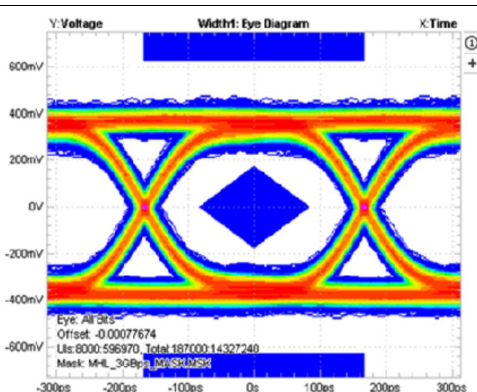 Y:Voltage Width1: Eye Diagram X:Time
1
+
600mV
400mV
200mV
0V
-200mV
-400mV
-600mV
Eye: All Bits
Offset: -0.00077674
UIs:8000:596970, Total:187000:14327240
Mask: MHL_3GBps_MASK.MSK
-300ps -200ps -100ps 0s 100ps 200ps 300ps